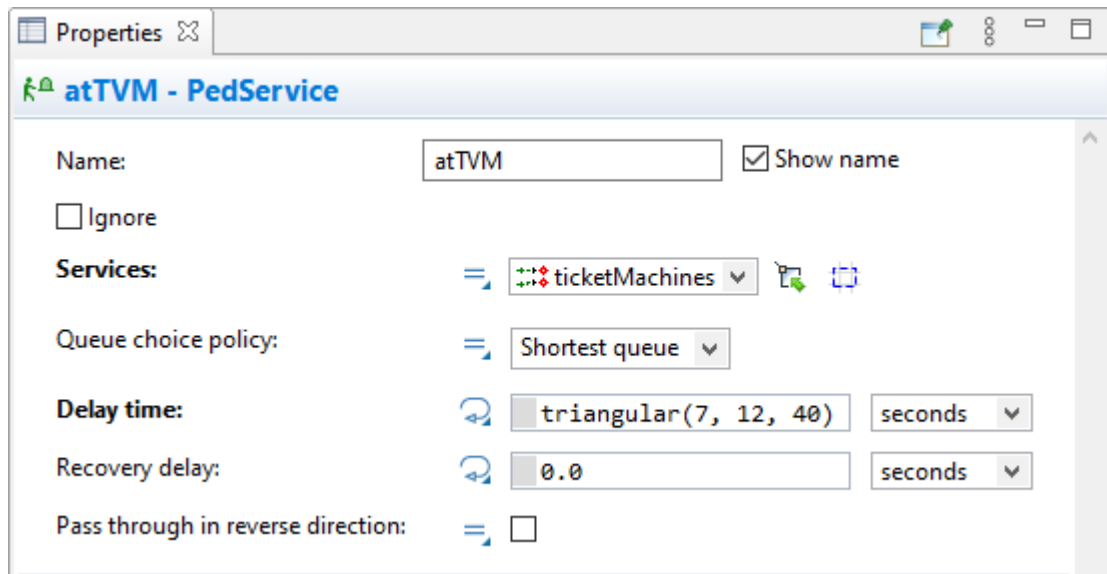 Properties
atTVM - PedService
Name: atTVM Show name
Ignore
Services: ticketMachines
Queue choice policy: Shortest queue
Delay time: triangular(7, 12, 40) seconds
Recovery delay: 0.0 seconds
Pass through in reverse direction: